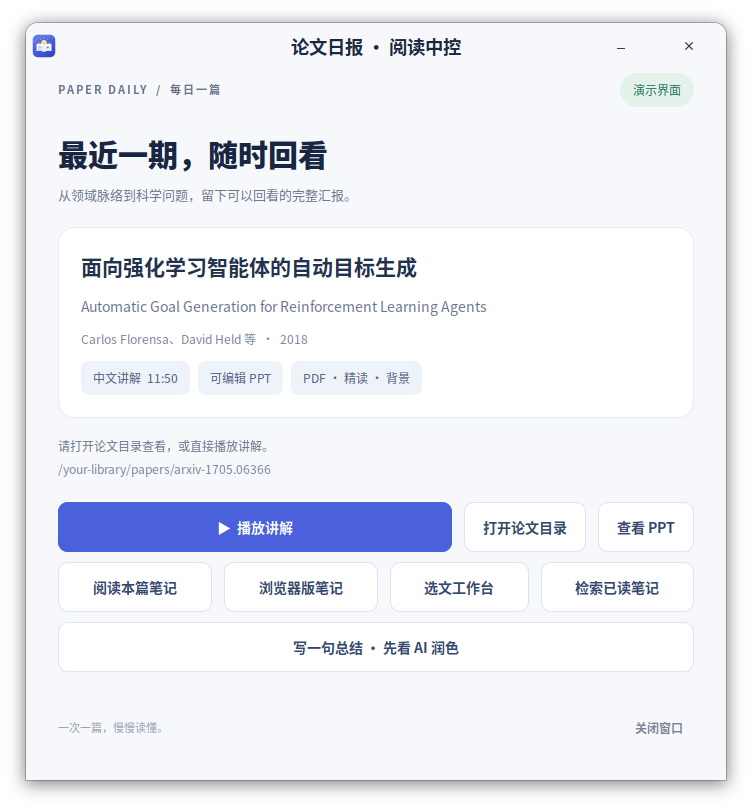 论文日报 · 阅读中控
PAPER DAILY / 每日一篇
演示界面
最近一期，随时回看
从领域脉络到科学问题，留下可以回看的完整汇报。
面向强化学习智能体的自动目标生成
Automatic Goal Generation for Reinforcement Learning Agents
Carlos Florensa、David Held 等 · 2018
中文讲解 11:50
可编辑 PPT
PDF · 精读 · 背景
请打开论文目录查看，或直接播放讲解。
/your-library/papers/arxiv-1705.06366
▶ 播放讲解
打开论文目录
查看 PPT
阅读本篇笔记
浏览器版笔记
选文工作台
检索已读笔记
写一句总结 · 先看 AI 润色
一次一篇，慢慢读懂。
关闭窗口